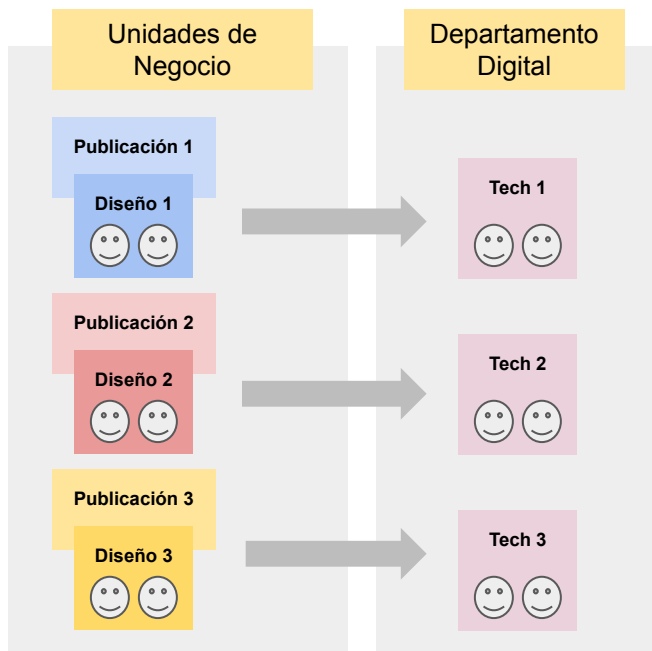 Unidades de
Negocio
Departamento
Digital
Publicación 1
Diseño 1
Tech 1
Publicación 2
Diseño 2
Tech 2
Publicación 3
Diseño 3
Tech 3